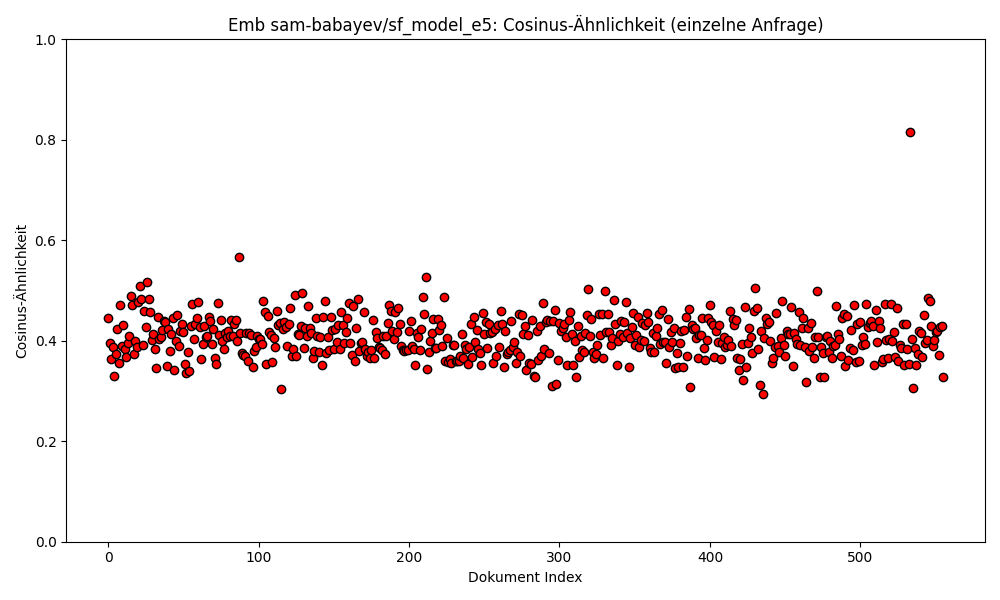 Emb sam-babayev/sf_model_e5: Cosinus-Ähnlichkeit (einzelne Anfrage)
1.0
0.8
0.6
0.4
0.2
0.0
Cosinus-Ähnlichkeit
0 100 200 300 400 500
Dokument Index